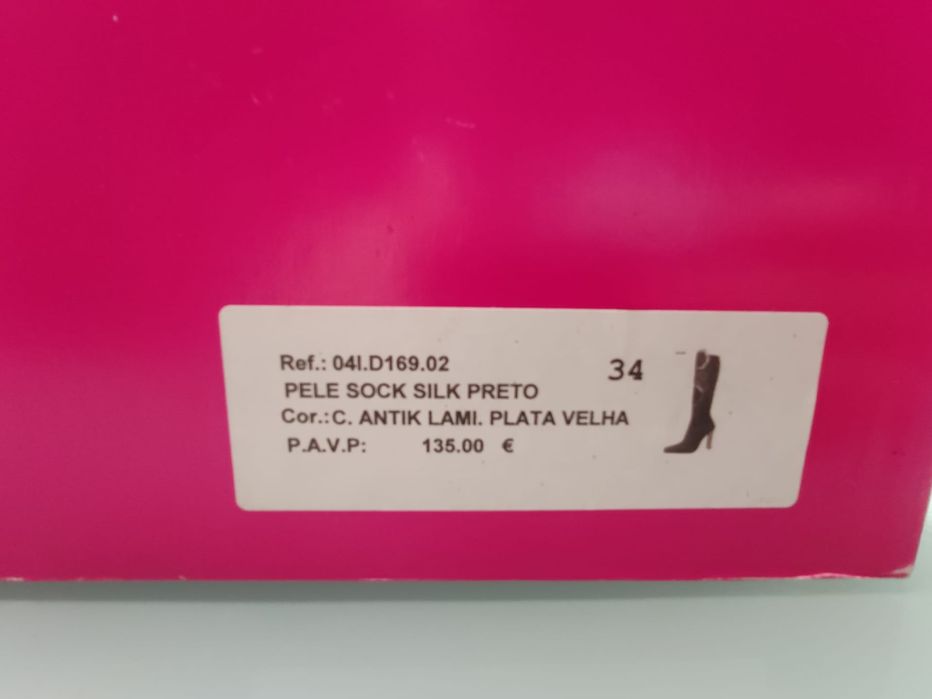 Ref.: 04I.D169.02
34
PELE SOCK SILK PRETO
Cor.:C. ANTIK LAMI. PLATA VELHA
P.A.V.P: 135.00 €